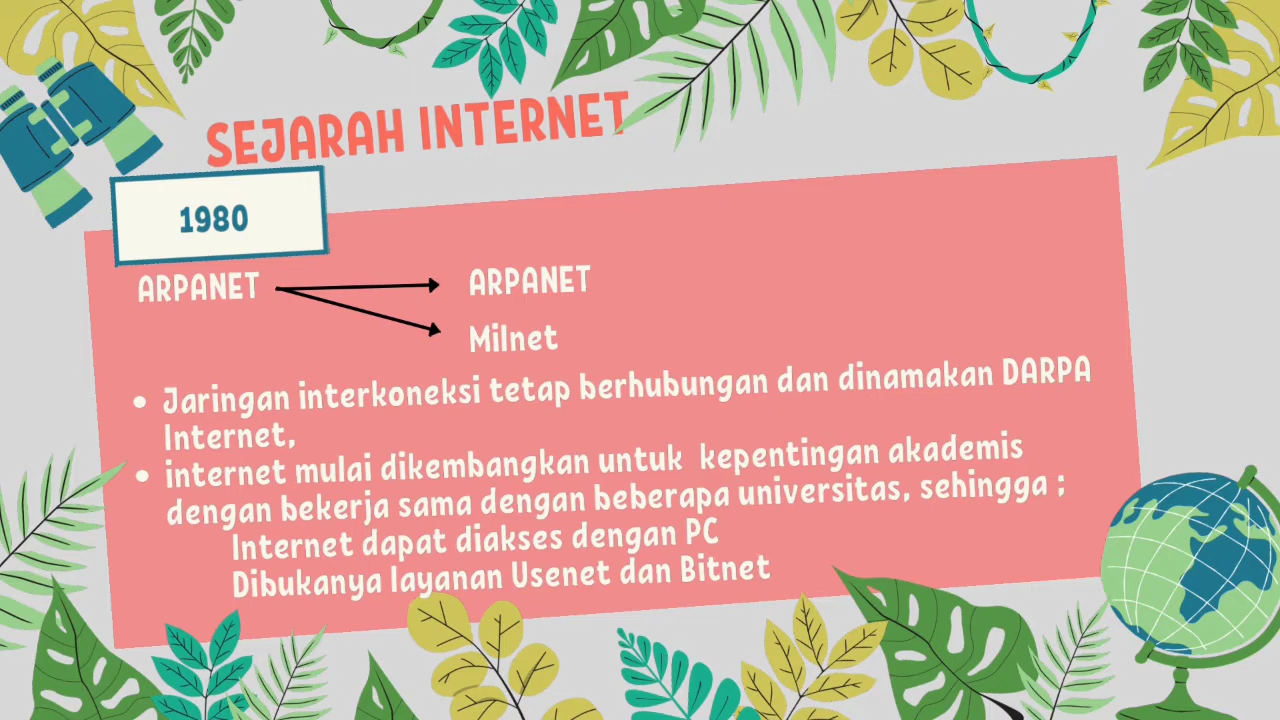 SEJARAH INTERNET
1980
ARPANET
ARPANET
Milnet
• Jaringan interkoneksi tetap berhubungan dan dinamakan DARPA
Internet,
• internet mulai dikembangkan untuk kepentingan akademis
dengan bekerja sama dengan beberapa universitas, sehingga ;
Internet dapat diakses dengan PC
Dibukanya layanan Usenet dan Bitnet